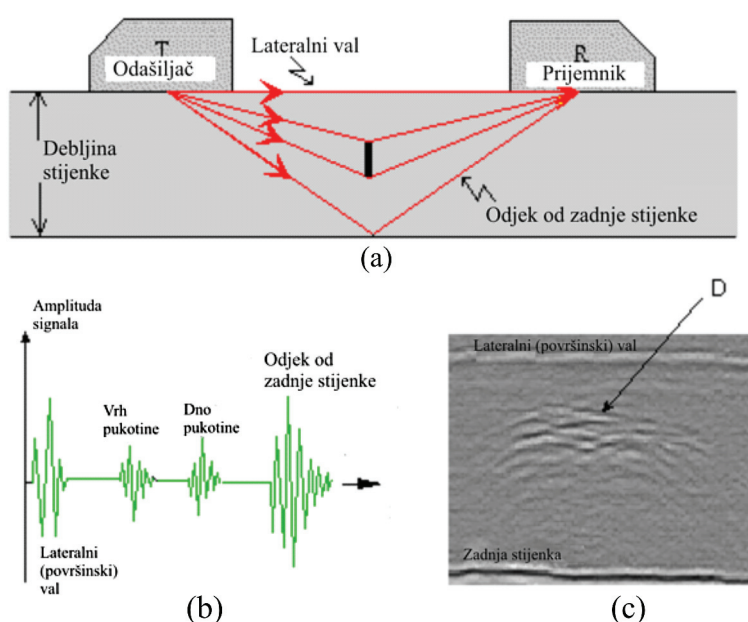 T
Odašiljač
Lateralni val
R
Prijemnik
Debljina
stijenke
Odjek od zadnje stijenke
(a)
Amplituda
signala
Vrh
pukotine
Dno
pukotine
Odjek od
zadnje stijenke
Lateralni
(površinski)
val
(b)
D
Lateralni (površinski) val
Zadnja stijenka
(c)